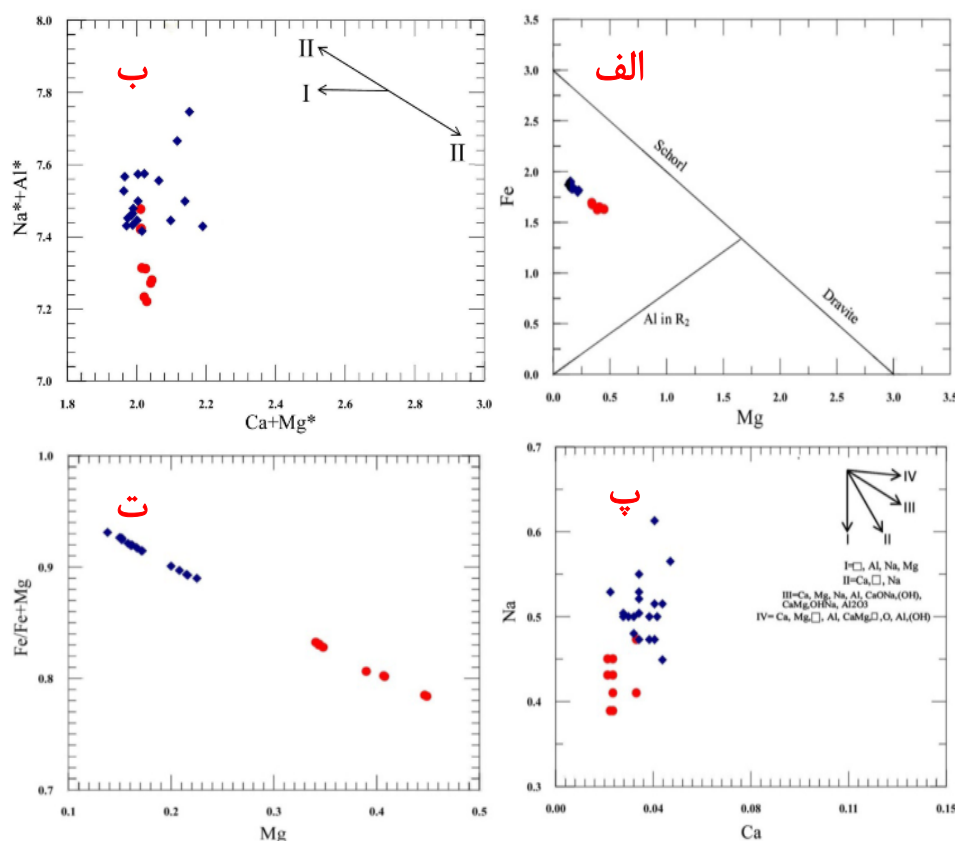 ب
8.0
7.8
7.6
7.4
7.2
7.0
1.8
2.0
2.2
2.4
2.6
2.8
3.0
Na*+Al*
Ca+Mg*
II
I
II
الف
3.5
3.0
2.5
2.0
1.5
1.0
0.5
0.0
0.0
0.5
1.0
1.5
2.0
2.5
3.0
3.5
Fe
Mg
Schorl
Dravite
Al in R₂
ت
1.0
0.9
0.8
0.7
0.1
0.2
0.3
0.4
0.5
Fe/Fe+Mg
Mg
پ
0.7
0.6
0.5
0.4
0.3
0.00
0.04
0.11
0.15
Na
Ca
IV
III
I
II
I=□, Al, Na, Mg
II=Ca,□, Na
III=Ca, Mg, Na, Al, CaONa,(OH),
CaMg,OHNa, Al2O3
IV= Ca, Mg,□, Al, CaMg,□,O, Al,(OH)